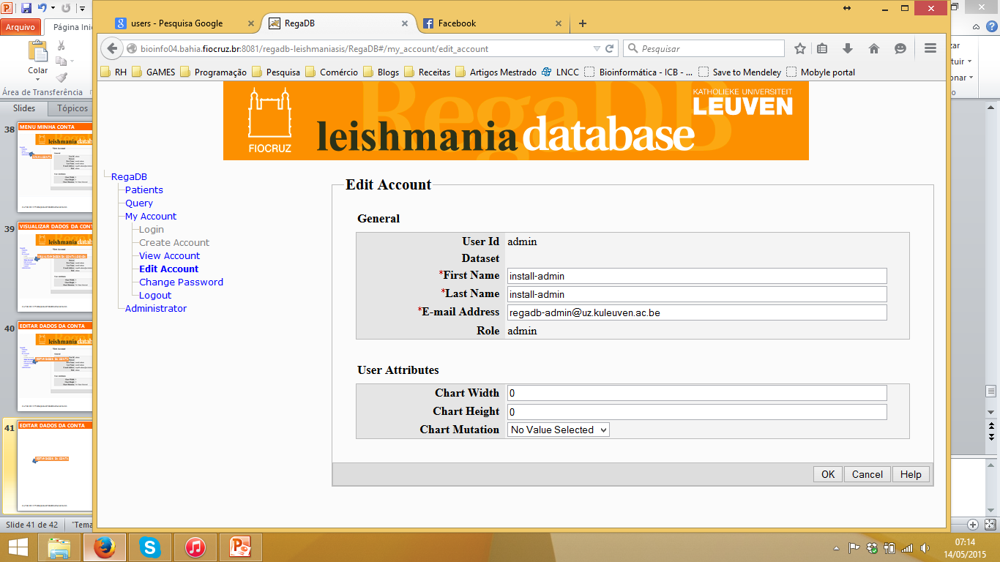 Arquivo
Página Inic
Colar
Área de Transferência
Slides
Tópicos
38
MENU MINHA CONTA
39
VISUALIZAR DADOS DA CONTA
40
EDITAR DADOS DA CONTA
41
EDITAR DADOS DA CONTA
Slide 41 de 42
"Tema
users - Pesquisa Google
RegaDB
Facebook
bioinfo04.bahia.fiocruz.br:8081/regadb-leishmaniasis/RegaDB#/my_account/edit_account
Pesquisar
RH
GAMES
Programação
Pesquisa
Comércio
Blogs
Receitas
Artigos Mestrado
LNCC
Bioinformática - ICB - ...
Save to Mendeley
Mobyle portal
RegaDB
FIOCRUZ
leishmania database
KATHOLIEKE UNIVERSITEIT
LEUVEN
RegaDB
Patients
Query
My Account
Login
Create Account
View Account
Edit Account
Change Password
Logout
Administrator
Edit Account
General
User Id admin
Dataset
*First Name install-admin
*Last Name install-admin
*E-mail Address regadb-admin@uz.kuleuven.ac.be
Role admin
User Attributes
Chart Width 0
Chart Height 0
Chart Mutation No Value Selected
OK Cancel Help
07:14
14/05/2015